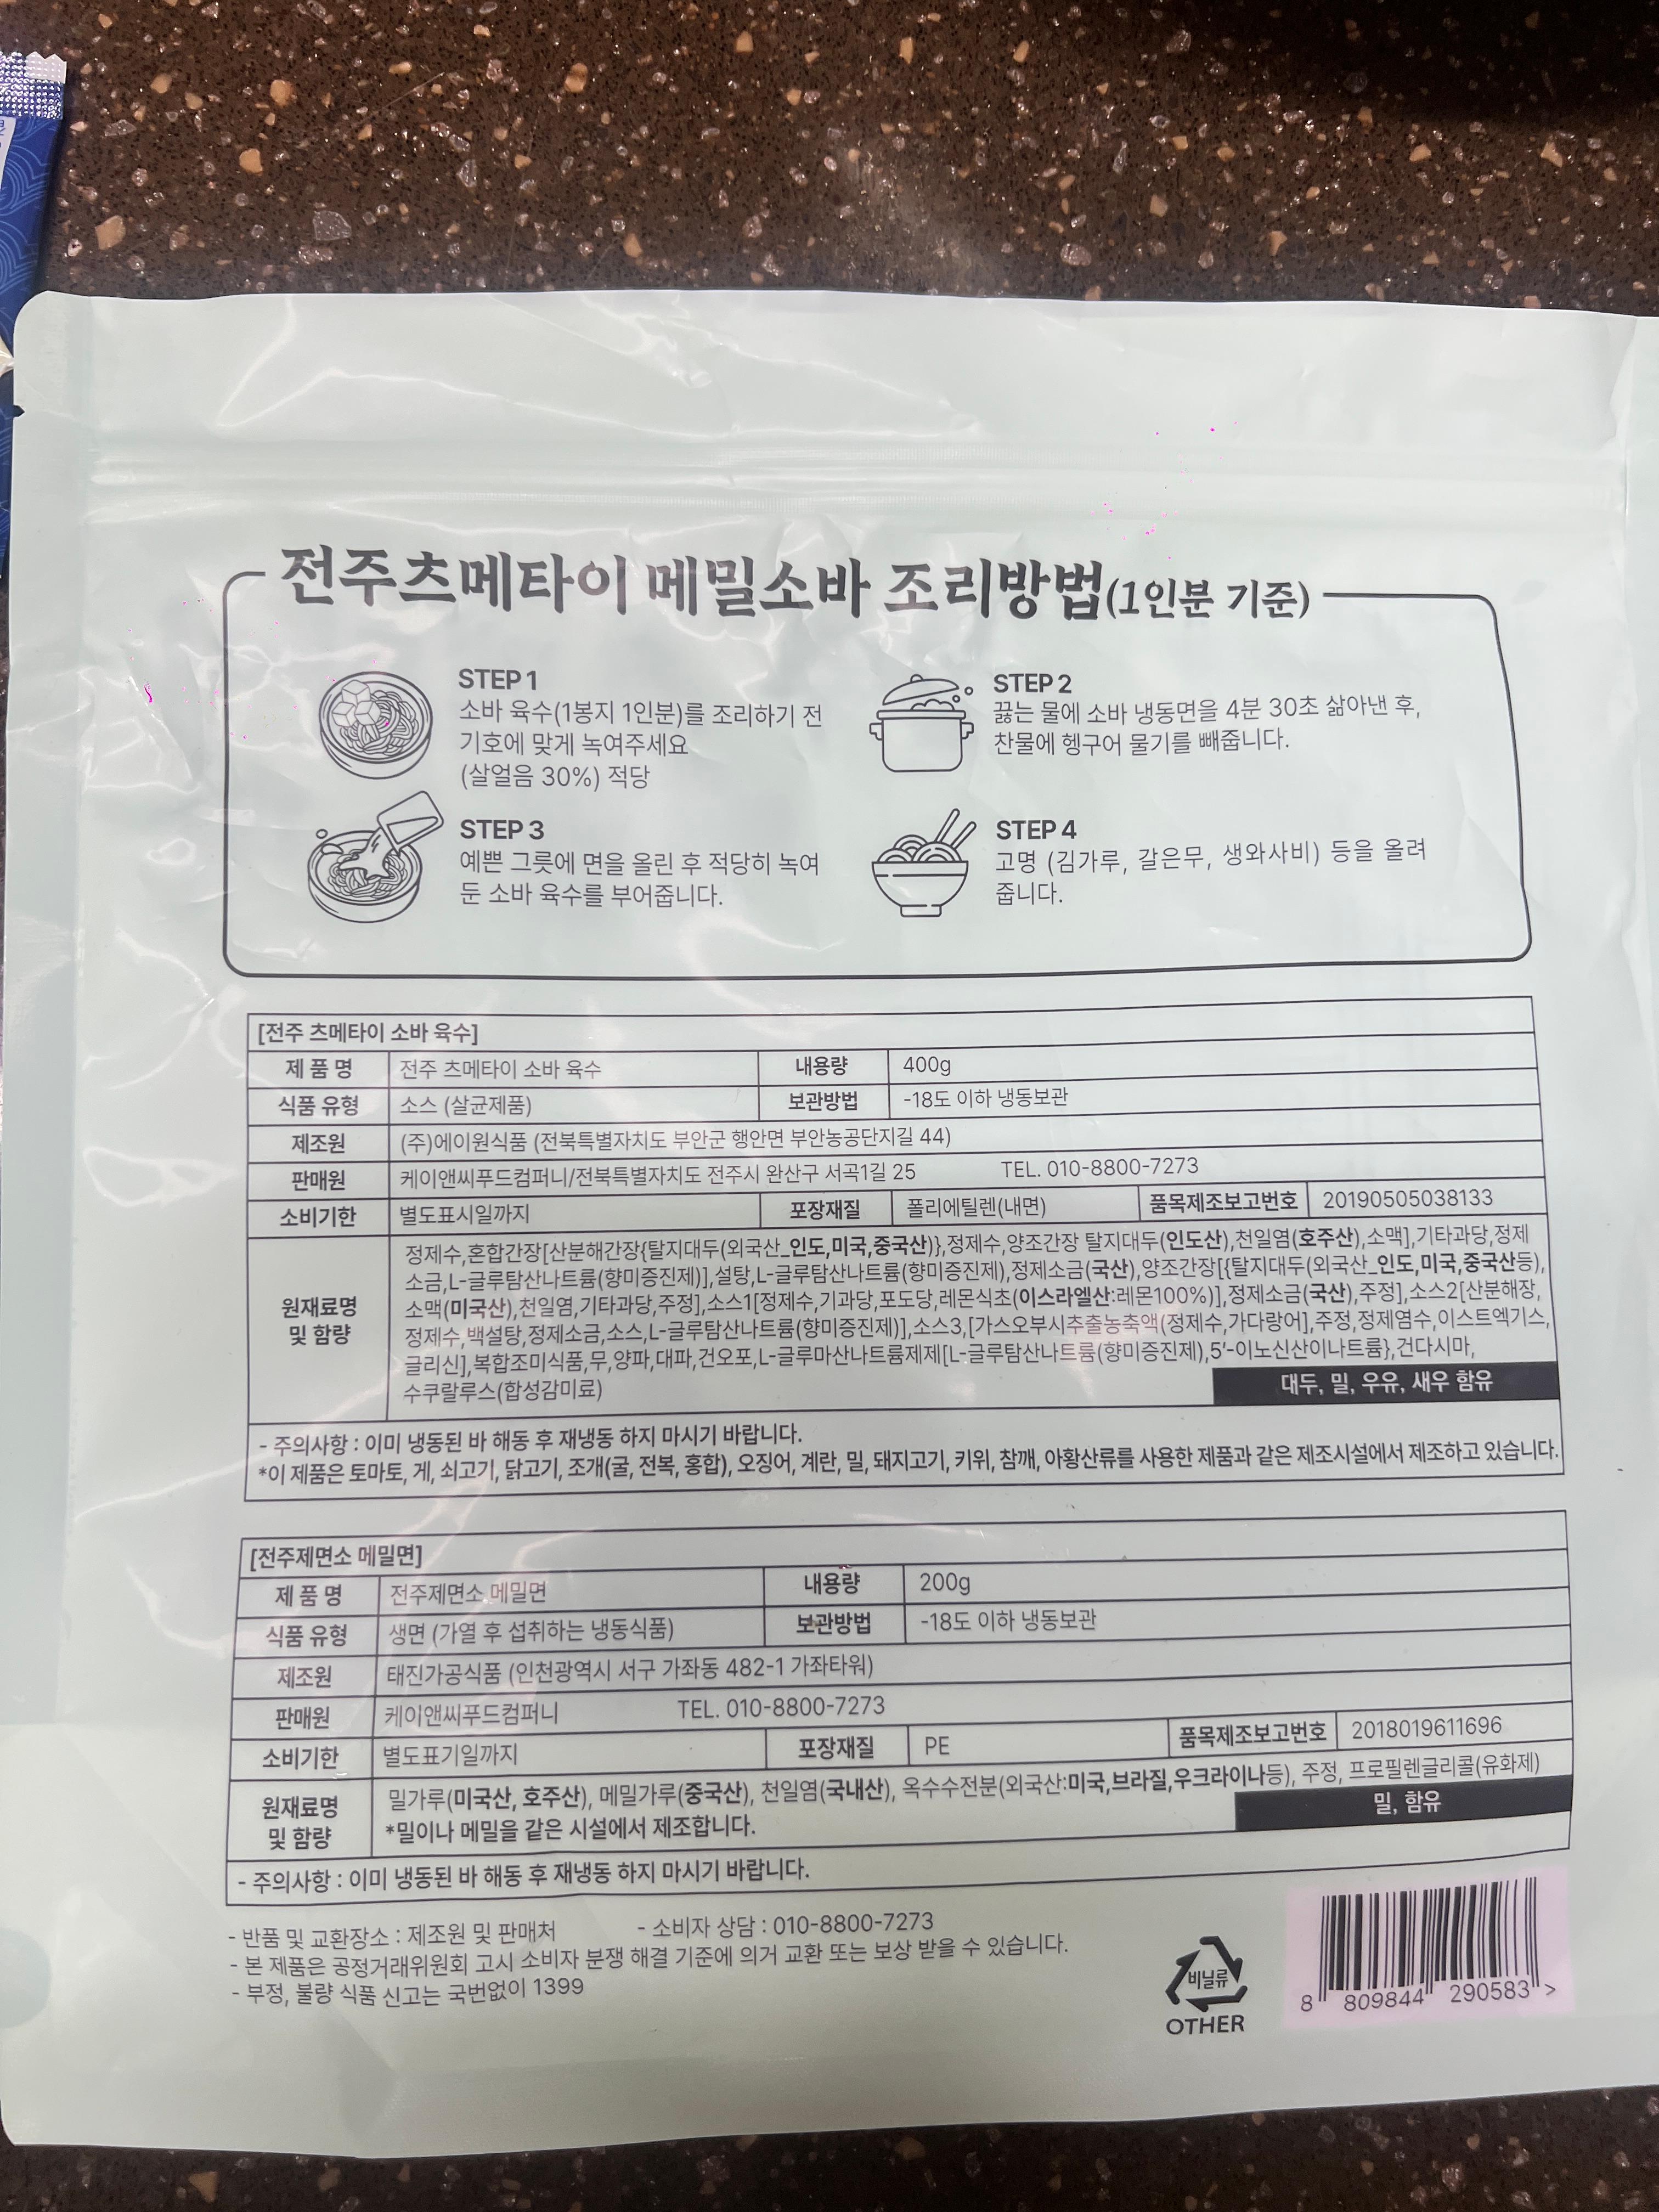 전주츠메타이 메밀소바 조리방법(1인분 기준)
STEP 1
소바 육수(1봉지 1인분)를 조리하기 전
기호에 맞게 녹여주세요
(살얼음 30%) 적당
STEP 2
끓는 물에 소바 냉동면을 4분 30초 삶아낸 후,
찬물에 헹구어 물기를 빼줍니다.
STEP 3
예쁜 그릇에 면을 올린 후 적당히 녹여
둔 소바 육수를 부어줍니다.
STEP 4
고명 (김가루, 갈은무, 생와사비) 등을 올려
줍니다.
[전주 츠메타이 소바 육수]
제 품 명 전주 츠메타이 소바 육수 내용량 400g
식품 유형 소스 (살균제품) 보관방법 -18도 이하 냉동보관
제조원 (주)에이원식품 (전북특별자치도 부안군 행안면 부안농공단지길 44)
판매원 케이앤씨푸드컴퍼니/전북특별자치도 전주시 완산구 서곡1길 25 TEL. 010-8800-7273
소비기한 별도표시일까지 포장재질 폴리에틸렌(내면) 품목제조보고번호 20190505038133
원재료명
및 함량
정제수,혼합간장[산분해간장{탈지대두(외국산_인도,미국,중국산)},정제수,양조간장 탈지대두(인도산),천일염(호주산),소맥],기타과당,정제
소금,L-글루탐산나트륨(향미증진제)],설탕,L-글루탐산나트륨(향미증진제),정제소금(국산),양조간장[{탈지대두(외국산_인도,미국,중국산등),
소맥(미국산),천일염,기타과당,주정],소스1[정제수,기과당,포도당,레몬식초(이스라엘산:레몬100%)],정제소금(국산),주정],소스2[산분해장,
정제수,백설탕,정제소금,소스,L-글루탐산나트륨(향미증진제)],소스3,[가스오부시추출농축액(정제수,가다랑어],주정,정제염수,이스트엑기스,
글리신],복합조미식품,무,양파,대파,건오포,L-글루마산나트륨제제[L-글루탐산나트륨(향미증진제),5'-이노신산이나트륨},건다시마,
수쿠랄루스(합성감미료)
대두, 밀, 우유, 새우 함유
- 주의사항 : 이미 냉동된 바 해동 후 재냉동 하지 마시기 바랍니다.
*이 제품은 토마토, 게, 쇠고기, 닭고기, 조개(굴, 전복, 홍합), 오징어, 계란, 밀, 돼지고기, 키위, 참깨, 아황산류를 사용한 제품과 같은 제조시설에서 제조하고 있습니다.
[전주제면소 메밀면]
제 품 명 전주제면소 메밀면 내용량 200g
식품 유형 생면 (가열 후 섭취하는 냉동식품) 보관방법 -18도 이하 냉동보관
제조원 태진가공식품 (인천광역시 서구 가좌동 482-1 가좌타워)
판매원 케이앤씨푸드컴퍼니 TEL. 010-8800-7273
소비기한 별도표기일까지 포장재질 PE 품목제조보고번호 2018019611696
원재료명
및 함량
밀가루(미국산, 호주산), 메밀가루(중국산), 천일염(국내산), 옥수수전분(외국산:미국,브라질,우크라이나등), 주정, 프로필렌글리콜(유화제)
*밀이나 메밀을 같은 시설에서 제조합니다.
밀, 함유
- 주의사항 : 이미 냉동된 바 해동 후 재냉동 하지 마시기 바랍니다.
- 반품 및 교환장소 : 제조원 및 판매처 - 소비자 상담 : 010-8800-7273
- 본 제품은 공정거래위원회 고시 소비자 분쟁 해결 기준에 의거 교환 또는 보상 받을 수 있습니다.
- 부정, 불량 식품 신고는 국번없이 1399
비닐류
OTHER
8 809844 290583 >